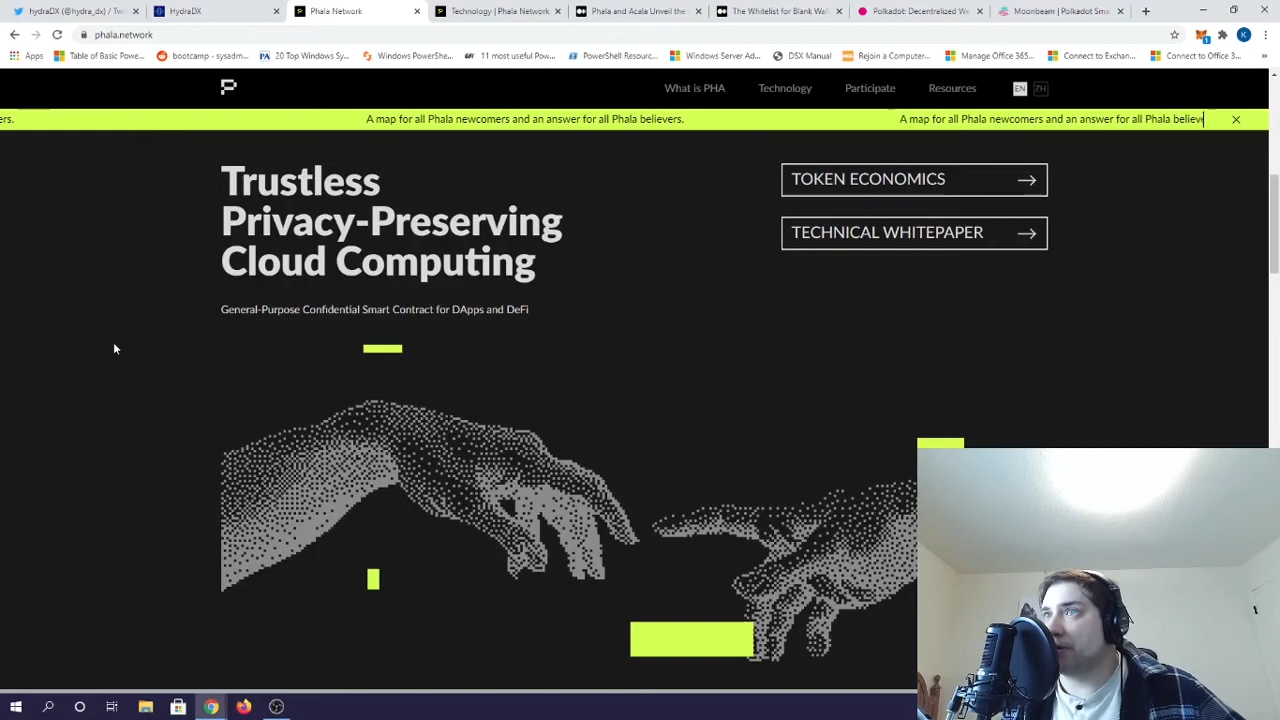 hydraDX (@hydra_dx) / Tw
HydraDX
Phala Network
Technology | Phala Network
Phala and Acala Unveil the
The Whitelist for Blank Wal
Polkadot: Decentralized We
Moonbeam | Polkadot Sma
phala.network
K
Apps
Table of Basic Powe...
bootcamp - sysadm...
20 Top Windows Sy...
Windows PowerShe...
11 most useful Pow...
PowerShell Resourc...
Windows Server Ad...
DSX Manual
Rejoin a Computer...
Manage Office 365...
Connect to Exchan...
Connect to Office 3...
What is PHA
Technology
Participate
Resources
EN
ZH
ers.
A map for all Phala newcomers and an answer for all Phala believers.
A map for all Phala newcomers and an answer for all Phala believe
Trustless
Privacy-Preserving
Cloud Computing
TOKEN ECONOMICS
TECHNICAL WHITEPAPER
General-Purpose Confidential Smart Contract for DApps and DeFi